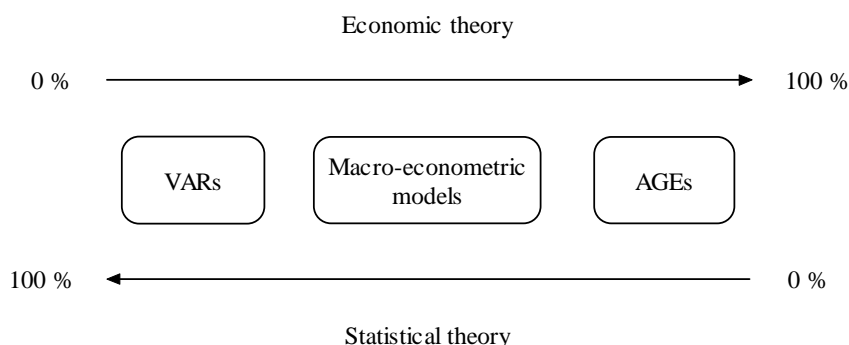 Economic theory
0 %
100 %
VARs
Macro-econometric
models
AGEs
100 %
0 %
Statistical theory